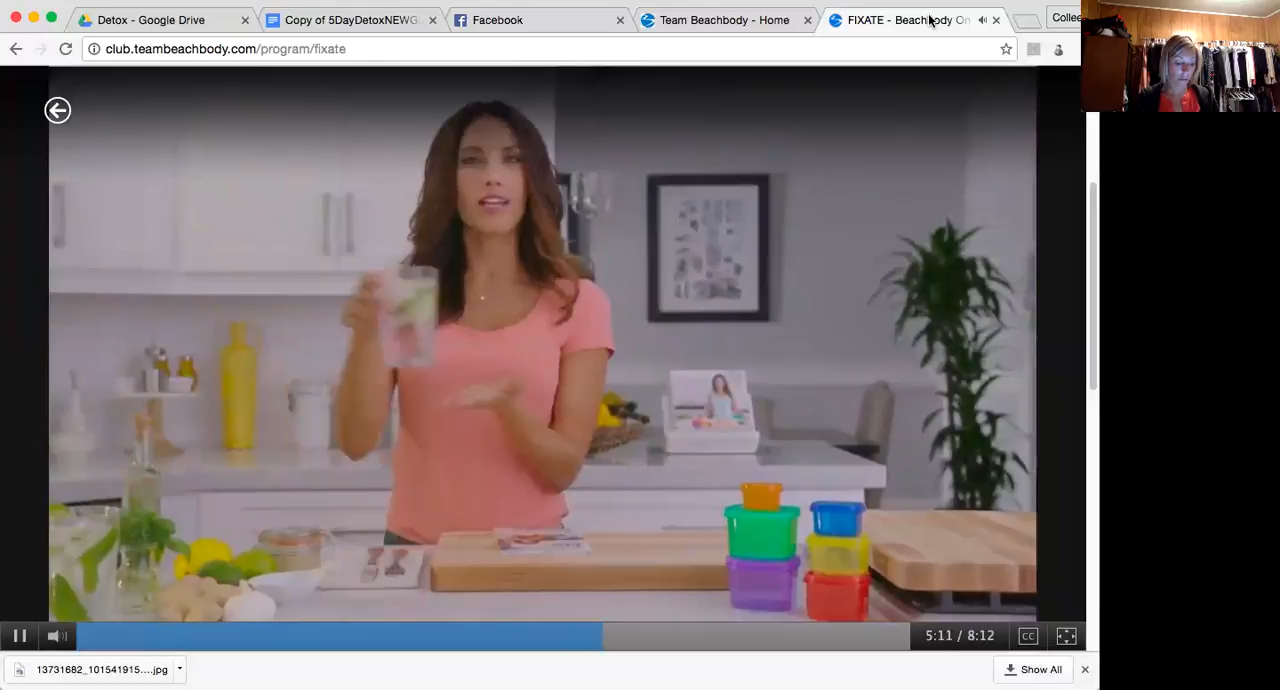 Detox - Google Drive
Copy of 5DayDetoxNEWG
Facebook
Team Beachbody - Home
FIXATE - Beachbody On
Collee
club.teambeachbody.com/program/fixate
5:11 / 8:12
CC
13731682_101541915....jpg
Show All